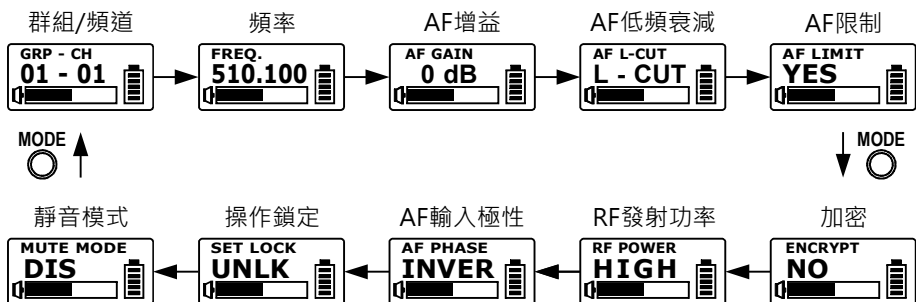 群組/頻道
頻率
AF增益
AF低頻衰減
AF限制
GRP - CH
01 - 01
FREQ.
510.100
AF GAIN
0 dB
AF L-CUT
L - CUT
AF LIMIT
YES
MODE
MODE
靜音模式
操作鎖定
AF輸入極性
RF發射功率
加密
MUTE MODE
DIS
SET LOCK
UNLK
AF PHASE
INVER
RF POWER
HIGH
ENCRYPT
NO